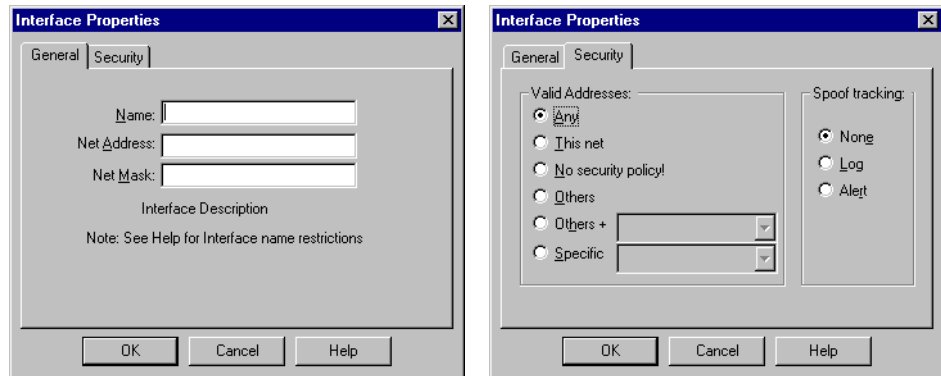 Interface Properties
General Security
Name:
Net Address:
Net Mask:
Interface Description
Note: See Help for Interface name restrictions
OK Cancel Help
Interface Properties
General Security
Valid Addresses:
Any
This net
No security policy!
Others
Others +
Specific
Spoof tracking:
None
Log
Alert
OK Cancel Help